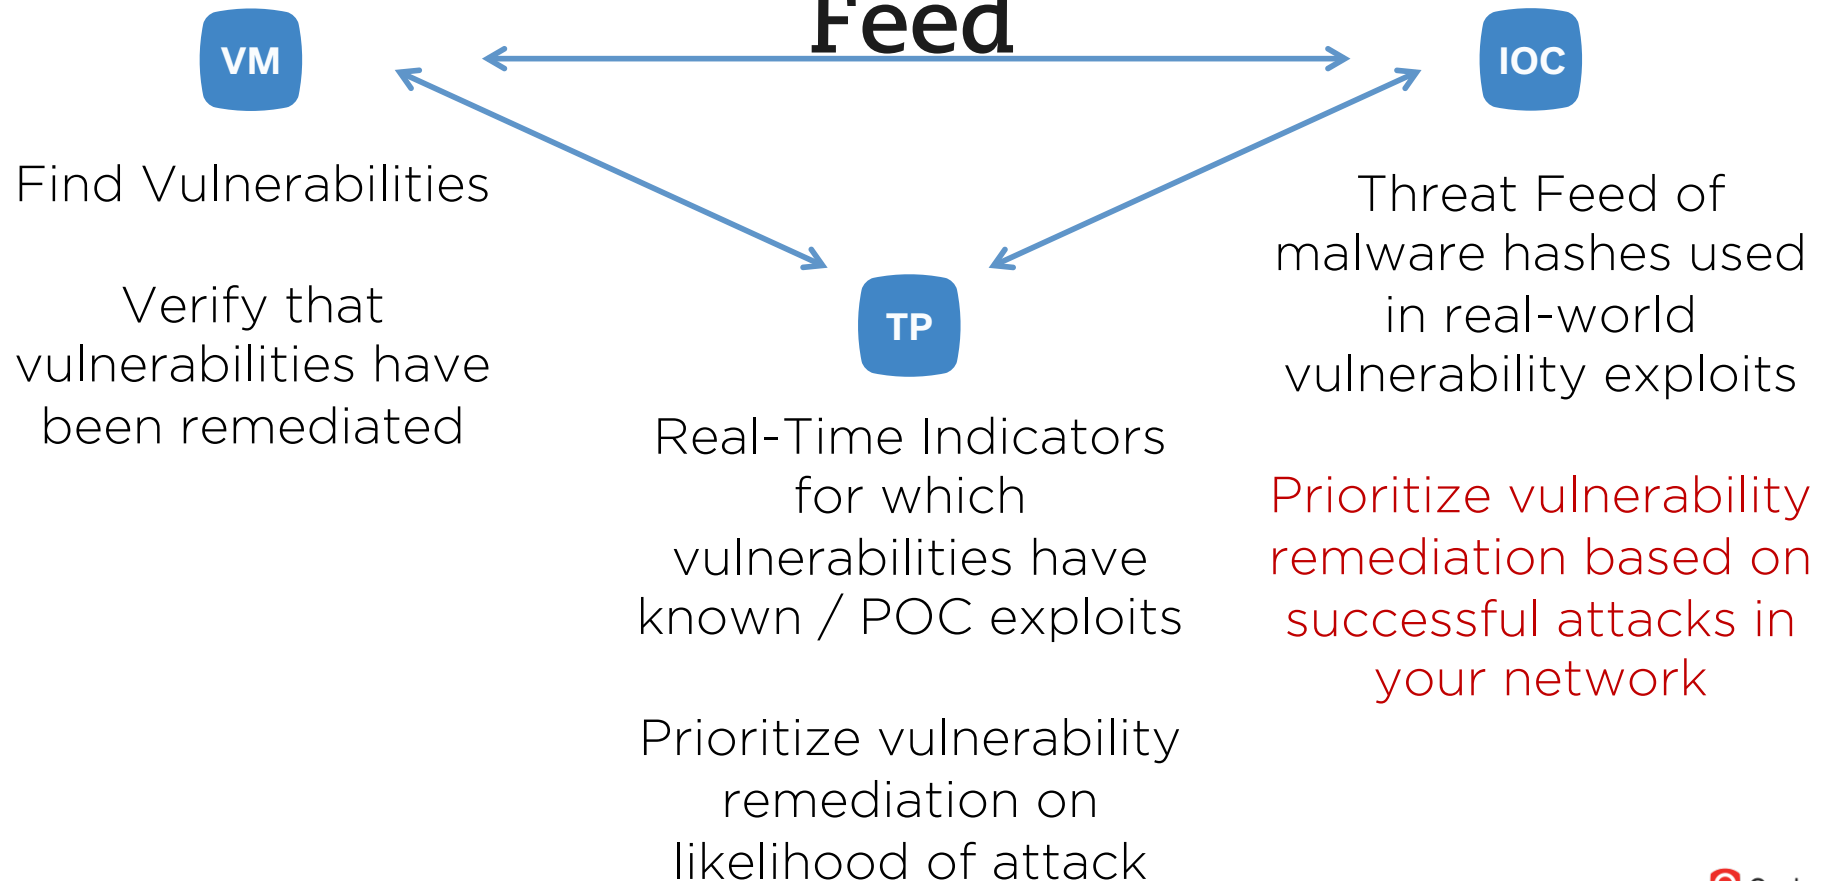 Feed
VM
IOC
TP
Find Vulnerabilities
Verify that
vulnerabilities have
been remediated
Real-Time Indicators
for which
vulnerabilities have
known / POC exploits
Prioritize vulnerability
remediation on
likelihood of attack
Threat Feed of
malware hashes used
in real-world
vulnerability exploits
Prioritize vulnerability
remediation based on
successful attacks in
your network